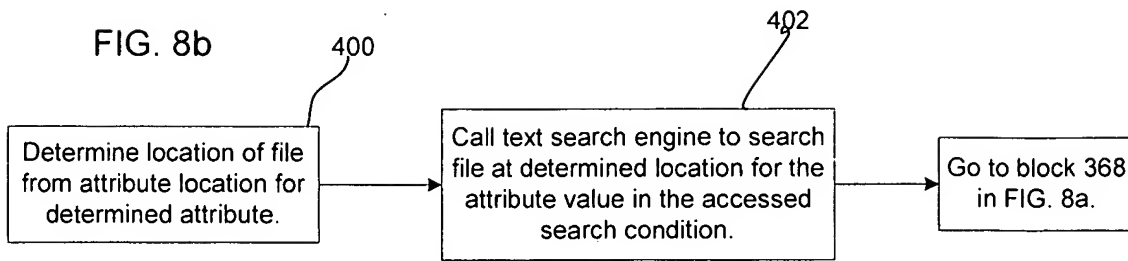 FIG. 8b
400
402
Determine location of file
from attribute location for
determined attribute.
Call text search engine to search
file at determined location for the
attribute value in the accessed
search condition.
Go to block 368
in FIG. 8a.